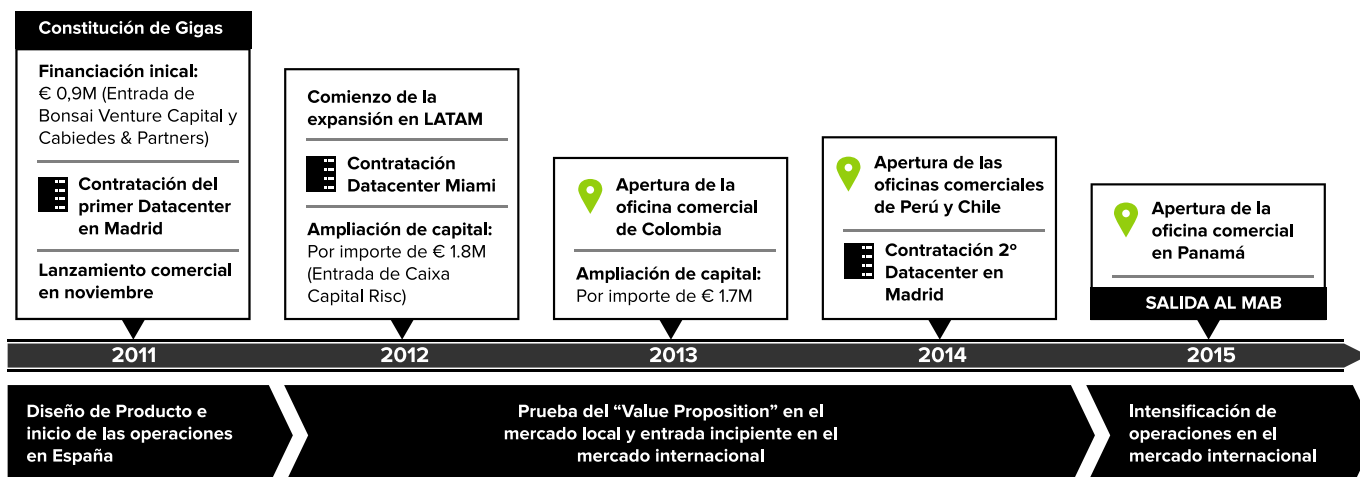 Constitución de Gigas
Financiación inical:
€ 0,9M (Entrada de
Bonsai Venture Capital y
Cabiedes & Partners)
Contratación del
primer Datacenter
en Madrid
Lanzamiento comercial
en noviembre
Comienzo de la
expansión en LATAM
Contratación
Datacenter Miami
Ampliación de capital:
Por importe de € 1.8M
(Entrada de Caixa
Capital Risc)
Apertura de la
oficina comercial
de Colombia
Ampliación de capital:
Por importe de € 1.7M
Apertura de las
oficinas comerciales
de Perú y Chile
Contratación 2º
Datacenter en
Madrid
Apertura de la
oficina comercial
en Panamá
SALIDA AL MAB
2011
2012
2013
2014
2015
Diseño de Producto e
inicio de las operaciones
en España
Prueba del “Value Proposition” en el
mercado local y entrada incipiente en el
mercado internacional
Intensificación de
operaciones en el
mercado internacional